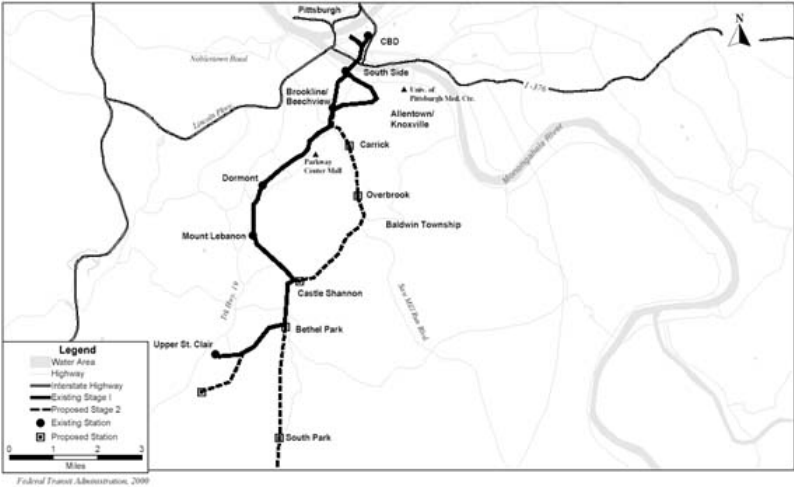 Pittsburgh
N
CBD
Noblestown Road
South Side
I-376
Univ. of
Pittsburgh Med. Ctr.
Brookline/
Beechview
Lincoln Pkwy.
Allentown/
Knoxville
Carrick
Parkway
Center Mall
Monongahela River
Dormont
Overbrook
Baldwin Township
Mount Lebanon
Castle Shannon
Saw Mill Run Blvd.
Bethel Park
Upper St. Clair
Legend
Water Area
Highway
Interstate Highway
Existing Stage I
Proposed Stage 2
Existing Station
Proposed Station
0 1 2 3
Miles
South Park
Federal Transit Administration, 2000